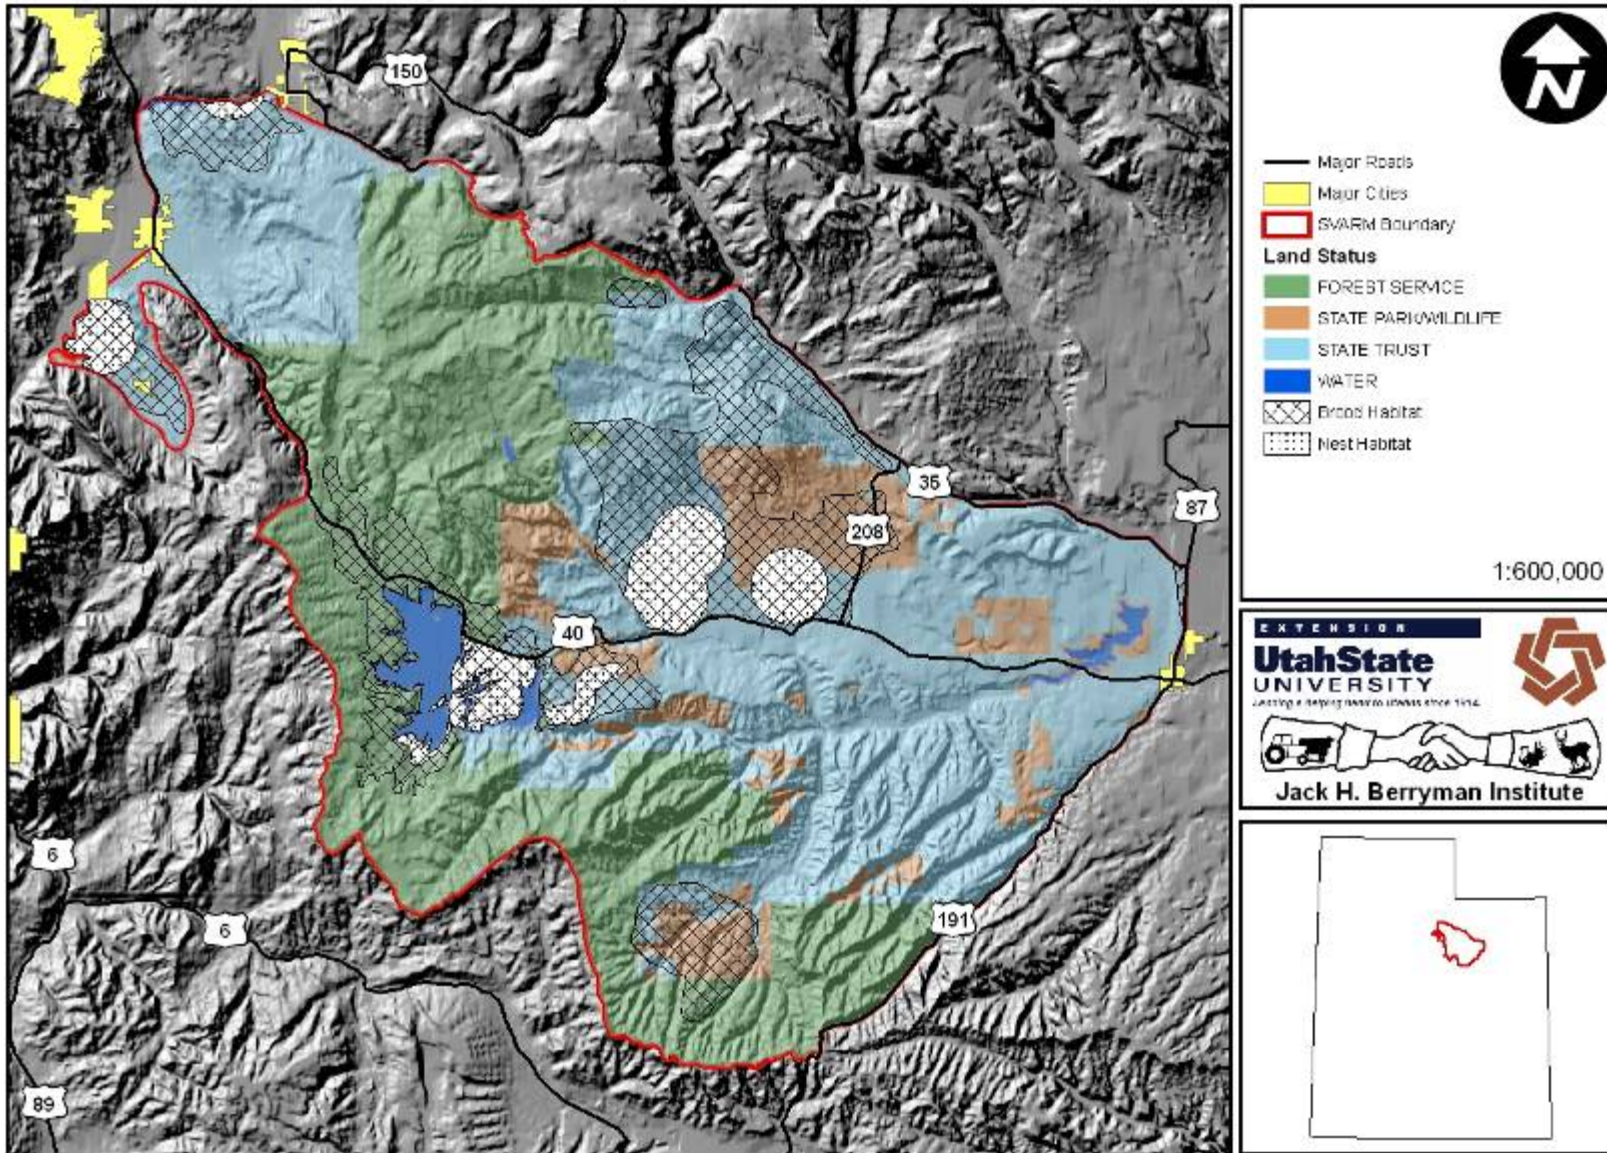 150
35
208
87
40
191
6
6
89
N
Major Roads
Major Cities
SVARM Boundary
Land Status
FOREST SERVICE
STATE PARK/WILDLIFE
STATE TRUST
WATER
Brood Habitat
Nest Habitat
1:600,000
EXTENSION
UtahState
UNIVERSITY
Jack H. Berryman Institute